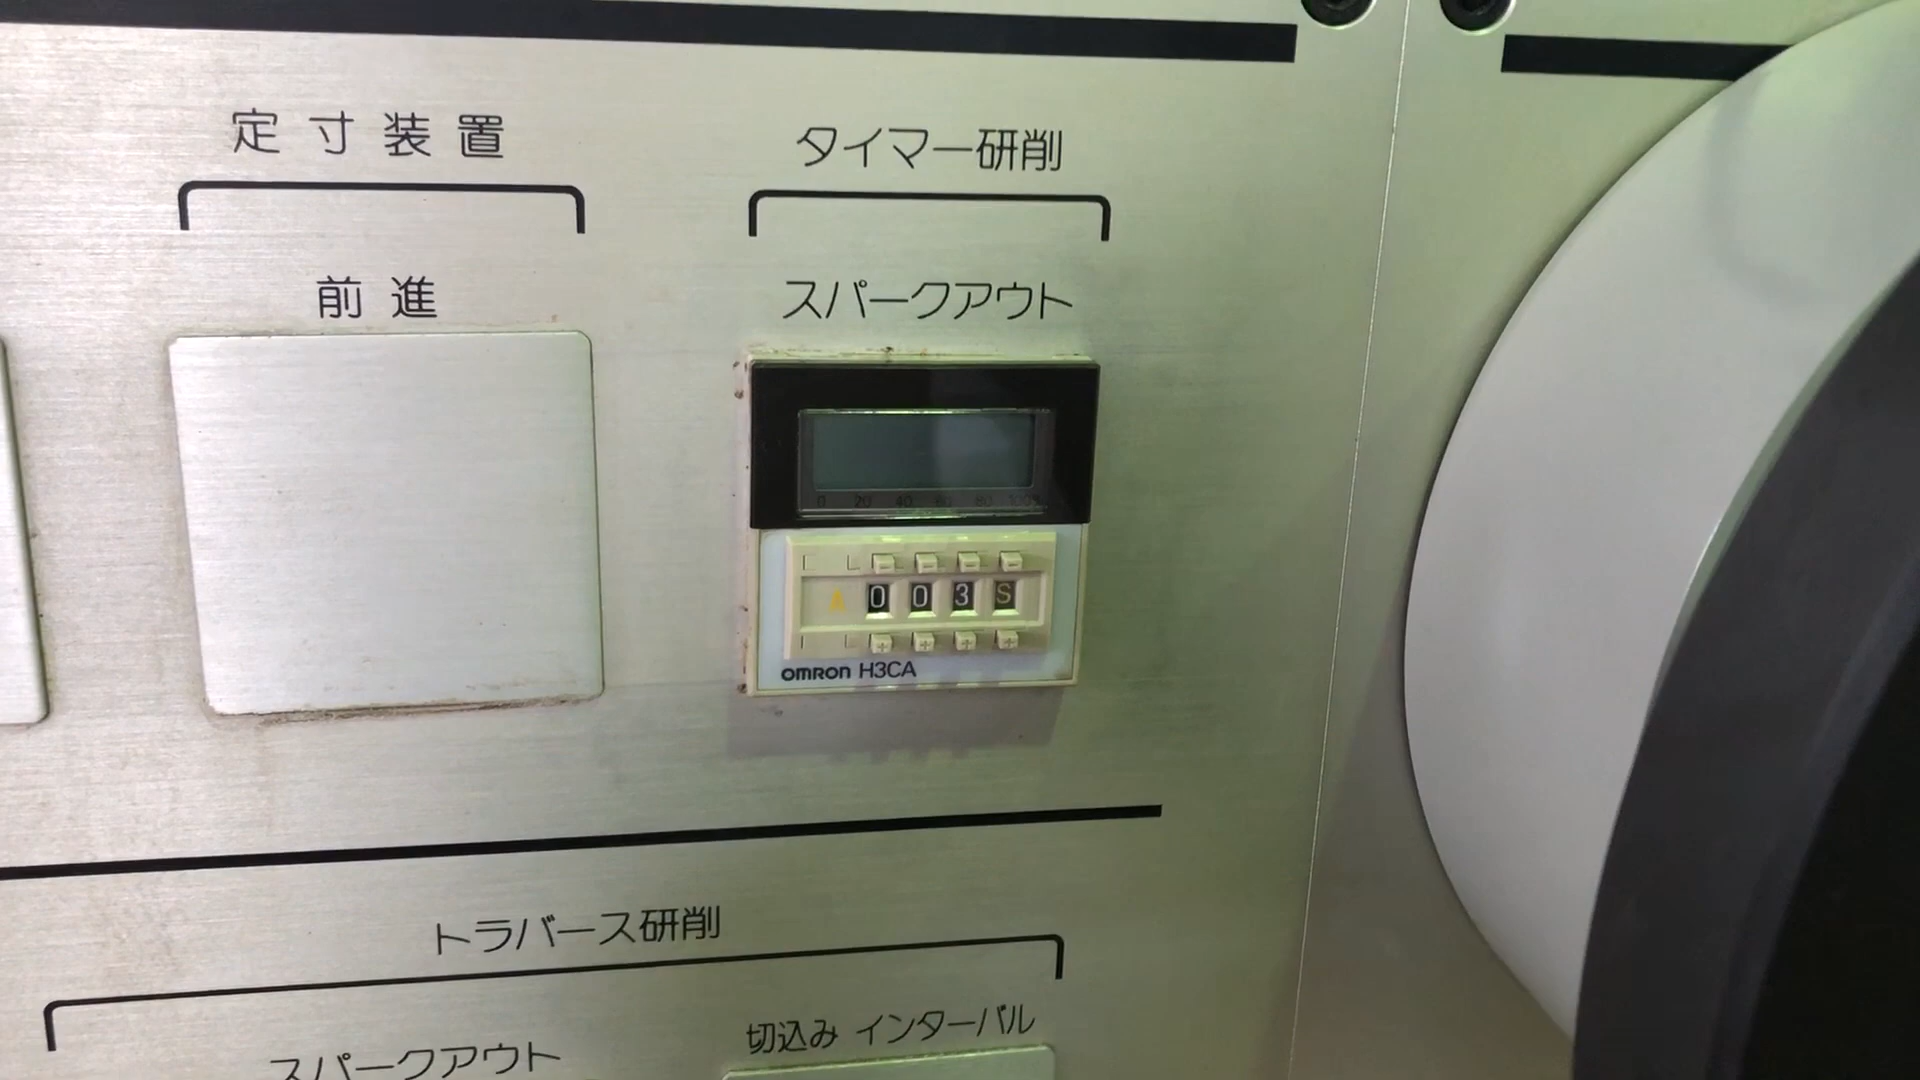 定寸装置
タイマー研削
前進
スパークアウト
0 20 40 60 80 100%
A 0 0 3 S
omron H3CA
トラバース研削
スパークアウト
切込み インターバル